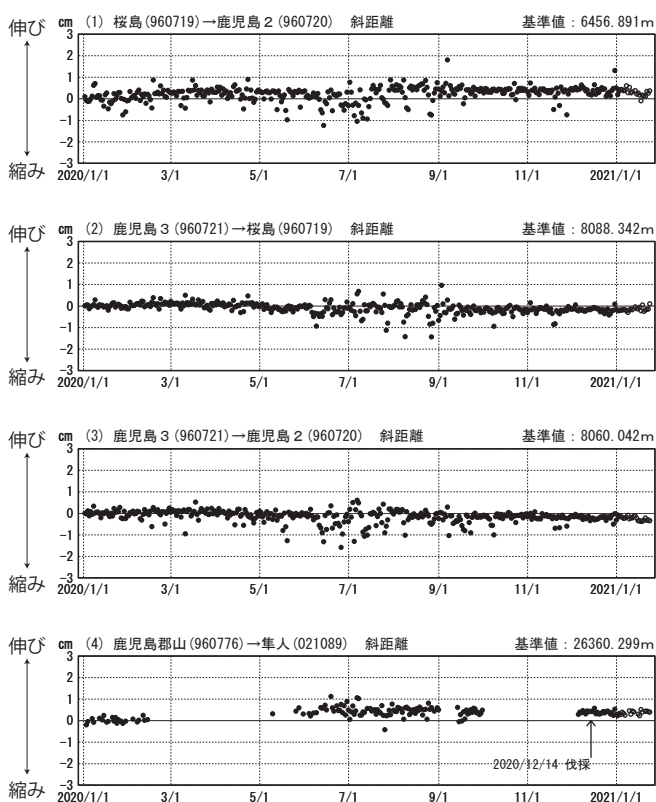 伸び cm (1) 桜島(960719)→鹿児島2(960720) 斜距離 基準値：6456.891m
3
2
1
0
-1
-2
縮み -3
2020/1/1 3/1 5/1 7/1 9/1 11/1 2021/1/1
伸び cm (2) 鹿児島3(960721)→桜島(960719) 斜距離 基準値：8088.342m
3
2
1
0
-1
-2
縮み -3
2020/1/1 3/1 5/1 7/1 9/1 11/1 2021/1/1
伸び cm (3) 鹿児島3(960721)→鹿児島2(960720) 斜距離 基準値：8060.042m
3
2
1
0
-1
-2
縮み -3
2020/1/1 3/1 5/1 7/1 9/1 11/1 2021/1/1
伸び cm (4) 鹿児島郡山(960776)→隼人(021089) 斜距離 基準値：26360.299m
3
2
1
0
-1
-2
2020/12/14 伐採
縮み -3
2020/1/1 3/1 5/1 7/1 9/1 11/1 2021/1/1